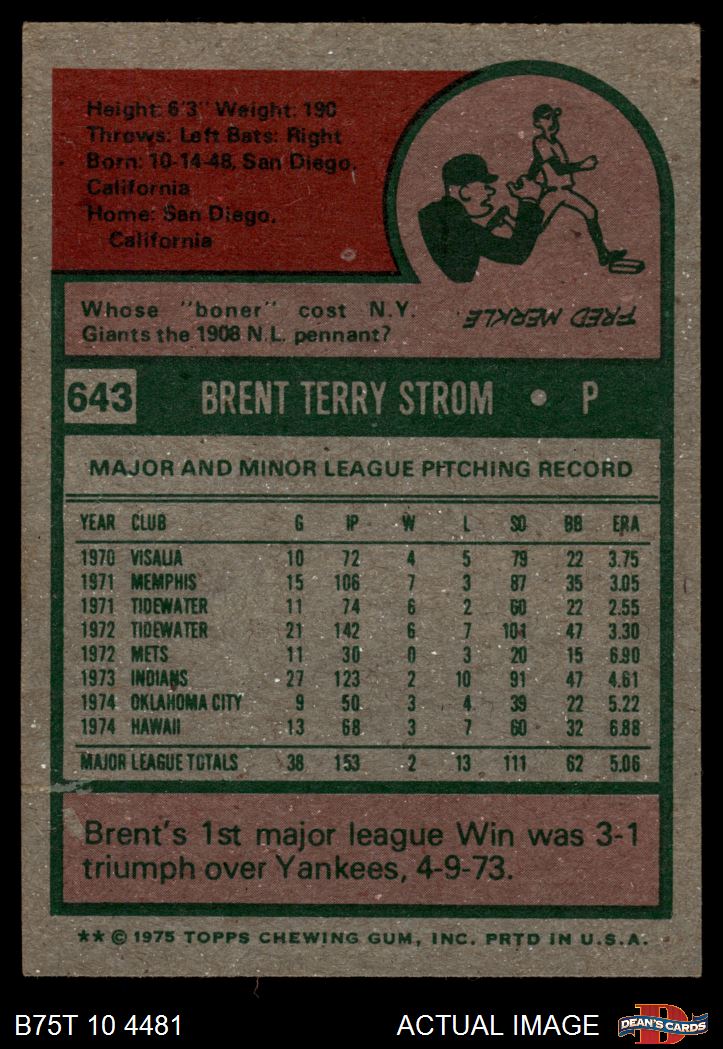 Height: 6'3" Weight: 190
Throws: Left Bats: Right
Born: 10-14-48, San Diego,
California
Home: San Diego,
California
Whose "boner" cost N.Y.
Giants the 1908 N.L. pennant?
FRED MERKLE.
643 BRENT TERRY STROM • P
MAJOR AND MINOR LEAGUE PITCHING RECORD
YEAR CLUB G IP W L SO BB ERA
1970 VISALIA 10 72 4 5 79 22 3.75
1971 MEMPHIS 15 106 7 3 87 35 3.05
1971 TIDEWATER 11 74 6 2 60 22 2.55
1972 TIDEWATER 21 142 6 7 101 47 3.30
1972 METS 11 30 0 3 20 15 6.90
1973 INDIANS 27 123 2 10 91 47 4.61
1974 OKLAHOMA CITY 9 50 3 4 39 22 5.22
1974 HAWAII 13 68 3 7 60 32 6.88
MAJOR LEAGUE TOTALS 38 153 2 13 111 62 5.06
Brent's 1st major league Win was 3-1
triumph over Yankees, 4-9-73.
** © 1975 TOPPS CHEWING GUM, INC. PRTD IN U.S.A.
B75T 10 4481 ACTUAL IMAGE D DEAN'S CARDS